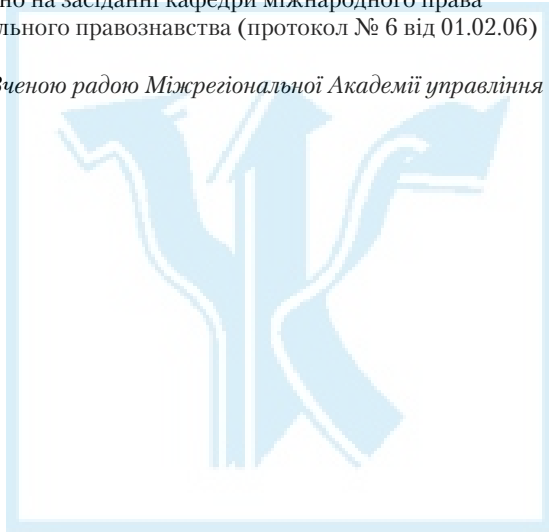 но на засіданні кафедри міжнародного права
льного правознавства (протокол № 6 від 01.02.06)
Вченою радою Міжрегіональної Академії управління